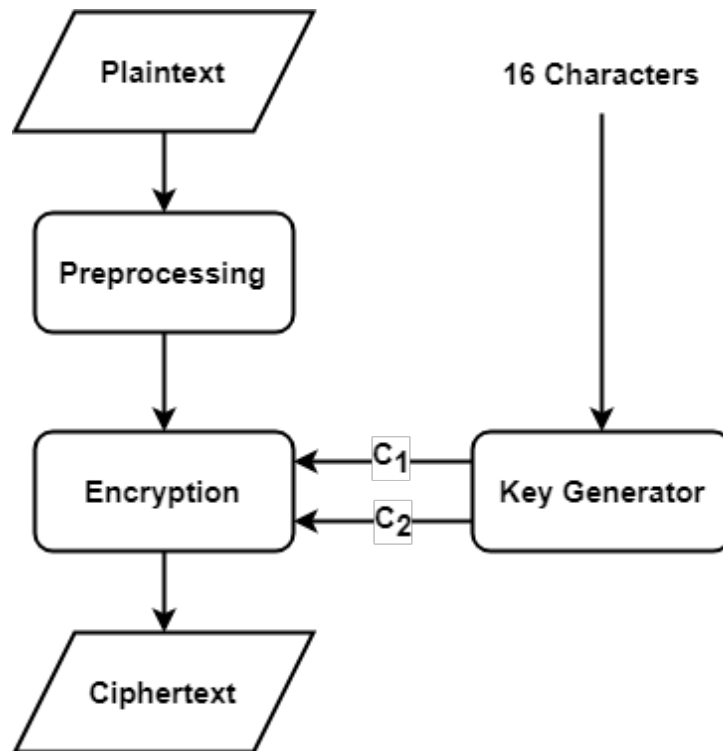 Plaintext
16 Characters
Preprocessing
Encryption
C1
C2
Key Generator
Ciphertext